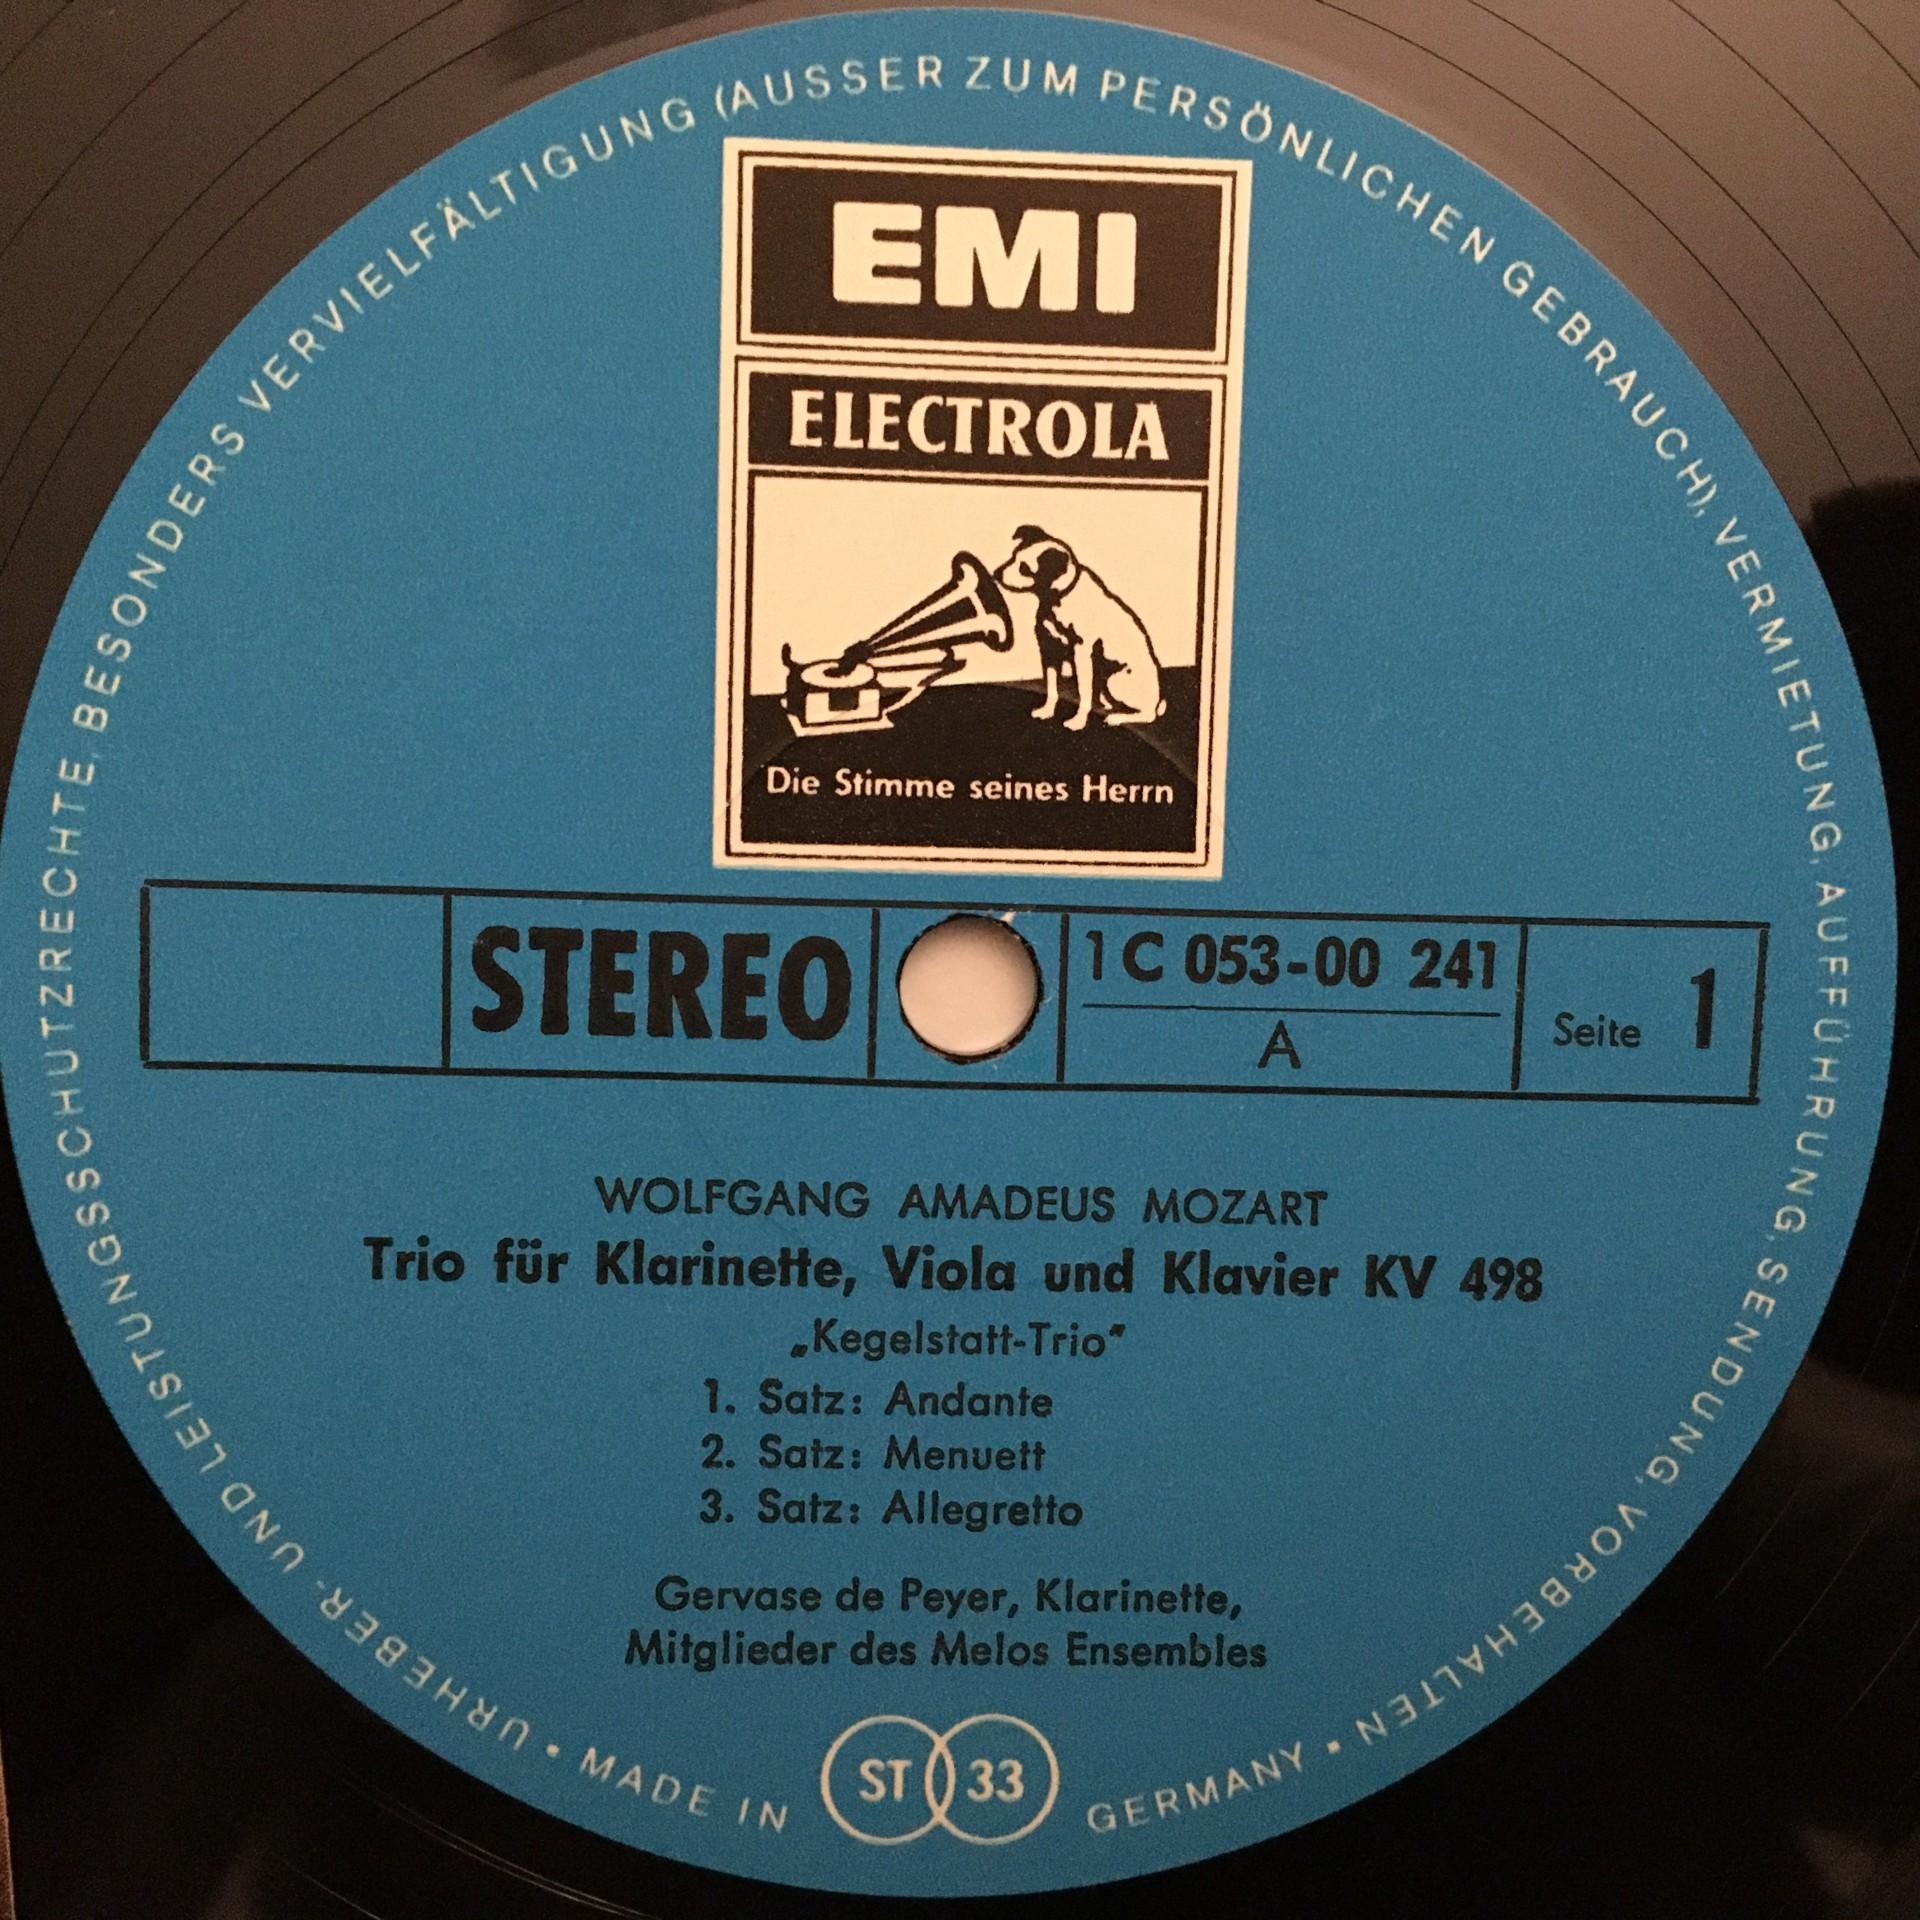 EMI
ELECTROLA
Die Stimme seines Herrn
STEREO
1 C 053-00 241
A
Seite 1
WOLFGANG AMADEUS MOZART
Trio für Klarinette, Viola und Klavier KV 498
„Kegelstatt-Trio“
1. Satz: Andante
2. Satz: Menuett
3. Satz: Allegretto
Gervase de Peyer, Klarinette,
Mitglieder des Melos Ensembles
ST 33
MADE IN GERMANY •
URHEBER- UND LEISTUNGSSCHUTZRECHTE, BESONDERS VERVIELFÄLTIGUNG (AUSSER ZUM PERSÖNLICHEN GEBRAUCH), VERMIETUNG, AUFFÜHRUNG, SENDUNG, VORBEHALTEN •